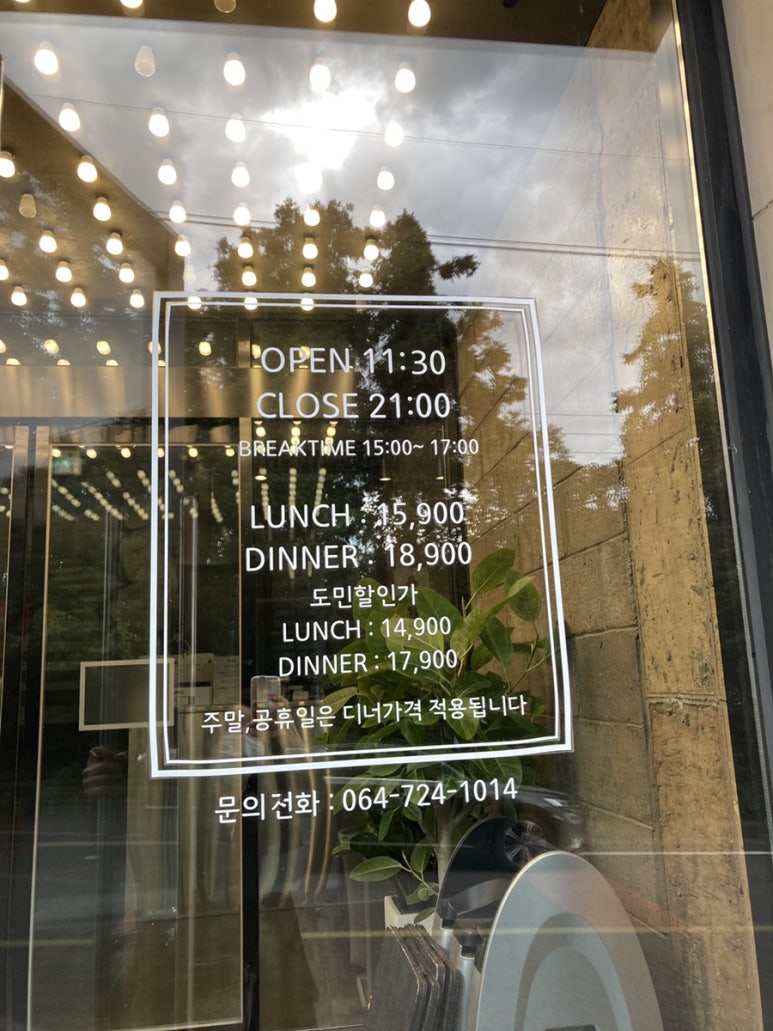 OPEN 11:30
CLOSE 21:00
BREAKTIME 15:00~ 17:00
LUNCH : 15,900
DINNER : 18,900
도민할인가
LUNCH : 14,900
DINNER : 17,900
주말,공휴일은 디너가격 적용됩니다
문의전화 : 064-724-1014